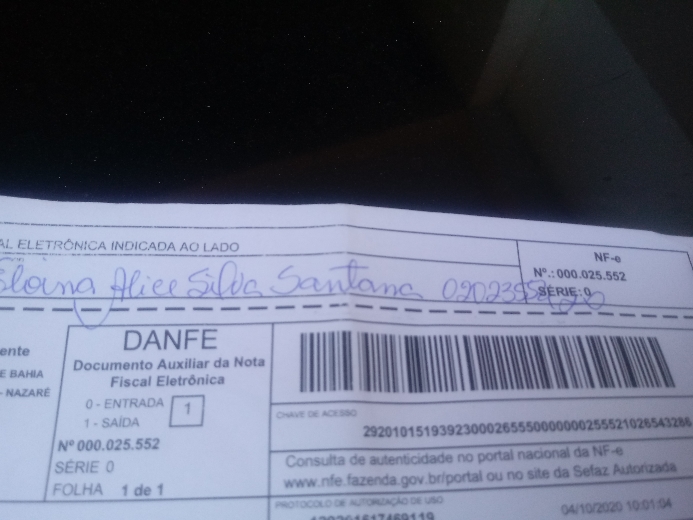 AL ELETRÔNICA INDICADA AO LADO
NF-e
Nº.: 000.025.552
SÉRIE: 0
Alice Silva Santana
ente
E BAHIA
- NAZARÉ
DANFE
Documento Auxiliar da Nota
Fiscal Eletrônica
0 - ENTRADA
1 - SAÍDA
1
Nº 000.025.552
SÉRIE 0
FOLHA 1 de 1
CHAVE DE ACESSO
Consulta de autenticidade no portal nacional da NF-e
www.nfe.fazenda.gov.br/portal ou no site da Sefaz Autorizada
PROTOCOLO DE AUTORIZAÇÃO DE USO
04/10/2020 10:01:04